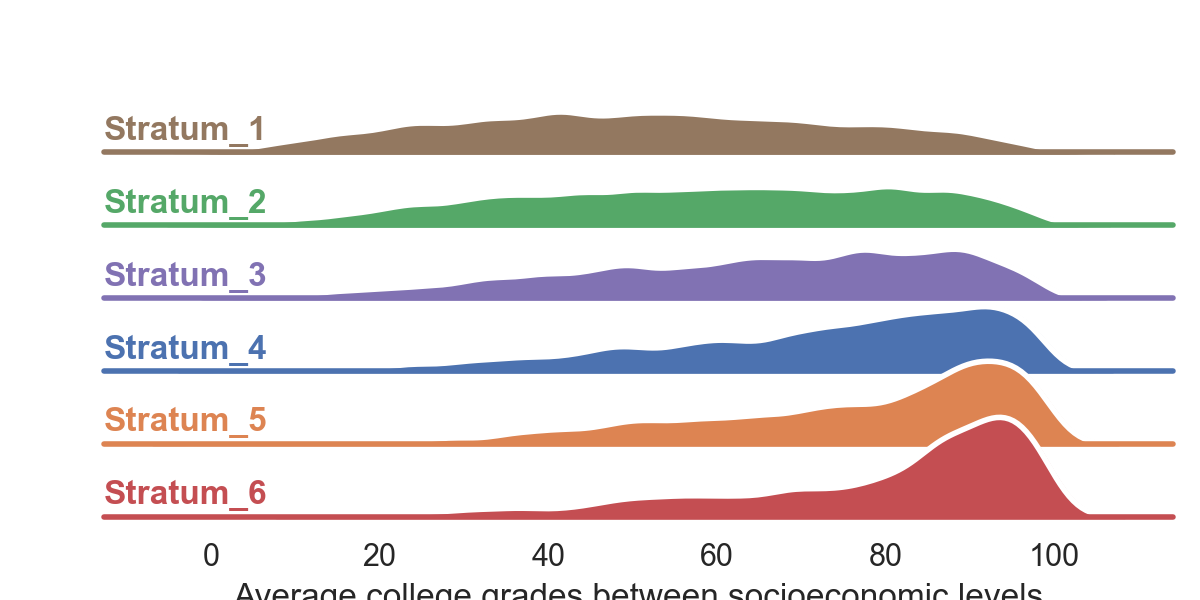 Stratum_1
Stratum_2
Stratum_3
Stratum_4
Stratum_5
Stratum_6
0 20 40 60 80 100
Average college grades between socioeconomic levels